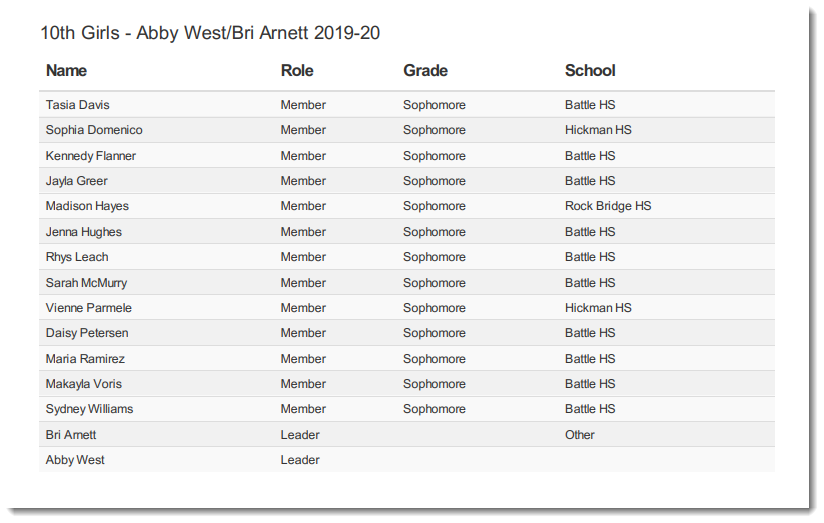 10th Girls - Abby West/Bri Arnett 2019-20
Name Role Grade School
Tasia Davis Member Sophomore Battle HS
Sophia Domenico Member Sophomore Hickman HS
Kennedy Flanner Member Sophomore Battle HS
Jayla Greer Member Sophomore Battle HS
Madison Hayes Member Sophomore Rock Bridge HS
Jenna Hughes Member Sophomore Battle HS
Rhys Leach Member Sophomore Battle HS
Sarah McMurry Member Sophomore Battle HS
Vienne Parmele Member Sophomore Hickman HS
Daisy Petersen Member Sophomore Battle HS
Maria Ramirez Member Sophomore Battle HS
Makayla Voris Member Sophomore Battle HS
Sydney Williams Member Sophomore Battle HS
Bri Arnett Leader Other
Abby West Leader